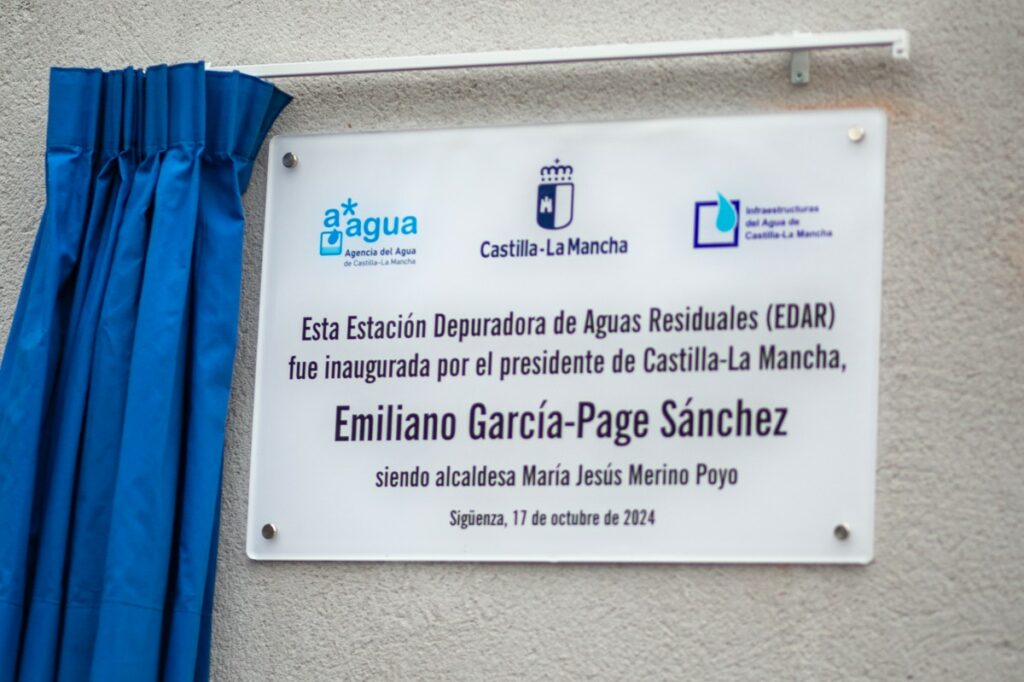 a*agua
Agencia del Agua
de Castilla-La Mancha
Castilla-La Mancha
Infraestructuras
del Agua de
Castilla-La Mancha
Esta Estación Depuradora de Aguas Residuales (EDAR)
fue inaugurada por el presidente de Castilla-La Mancha,
Emiliano García-Page Sánchez
siendo alcaldesa María Jesús Merino Poyo
Sigüenza, 17 de octubre de 2024